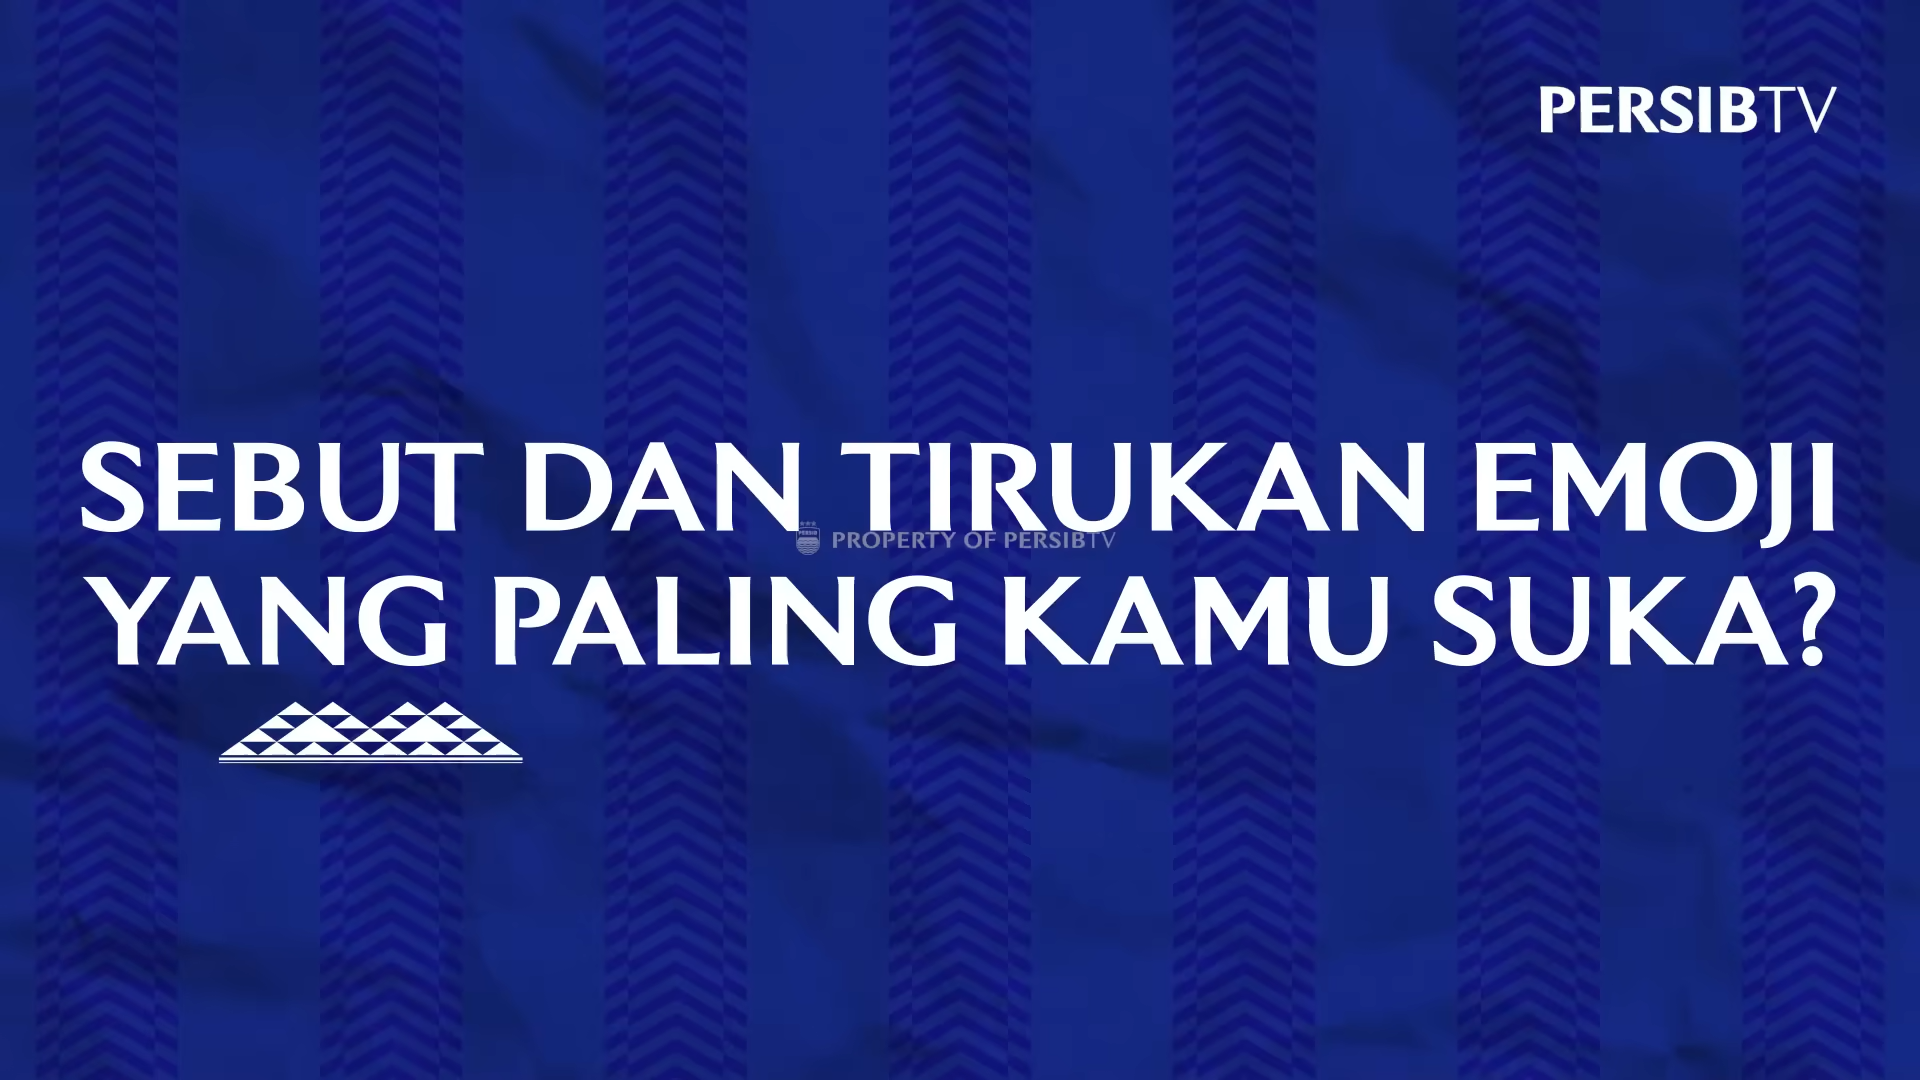 PERSIBTV
SEBUT DAN TIRUKAN EMOJI
PROPERTY OF PERSIBTV
YANG PALING KAMU SUKA?